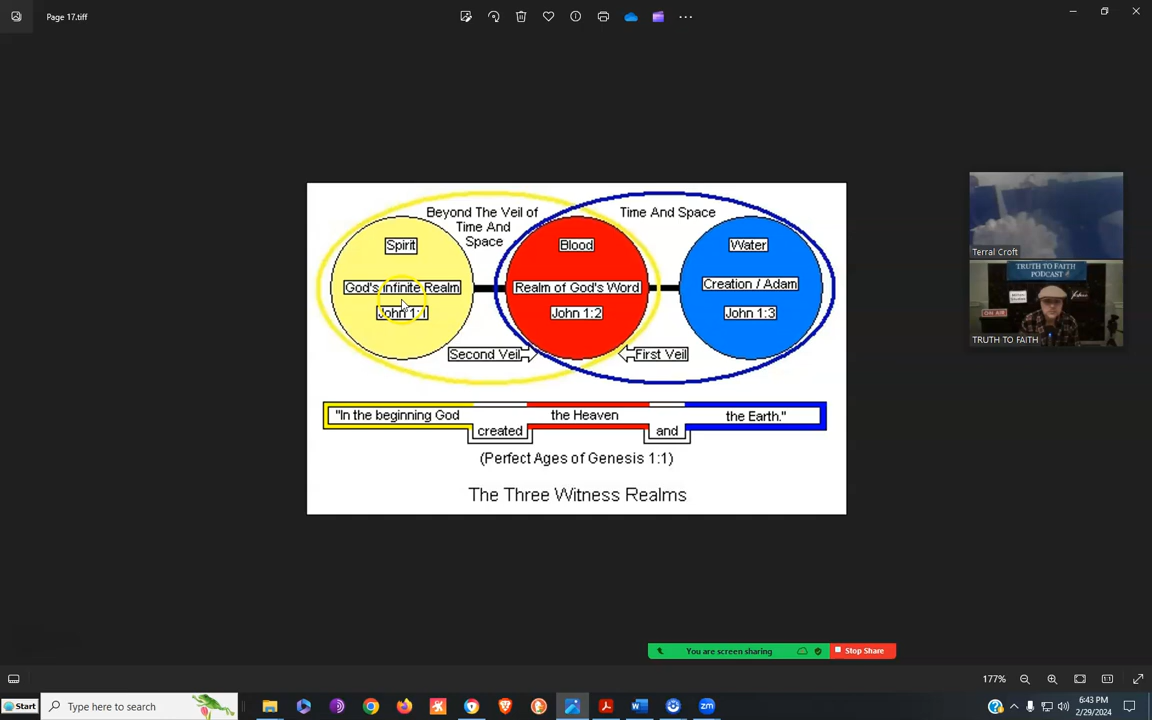 Page 17.tiff
Beyond The Veil of
Time And
Space
Time And Space
Spirit
Blood
Water
God's Infinite Realm
Realm of God's Word
Creation / Adam
John 1:1
John 1:2
John 1:3
Second Veil
First Veil
"In the beginning God
the Heaven
the Earth."
created
and
(Perfect Ages of Genesis 1:1)
The Three Witness Realms
Terral Croft
TRUTH TO FAITH
PODCAST
ON AIR
TRUTH TO FAITH
You are screen sharing
Stop Share
177%
Start
Type here to search
6:43 PM
2/29/2024